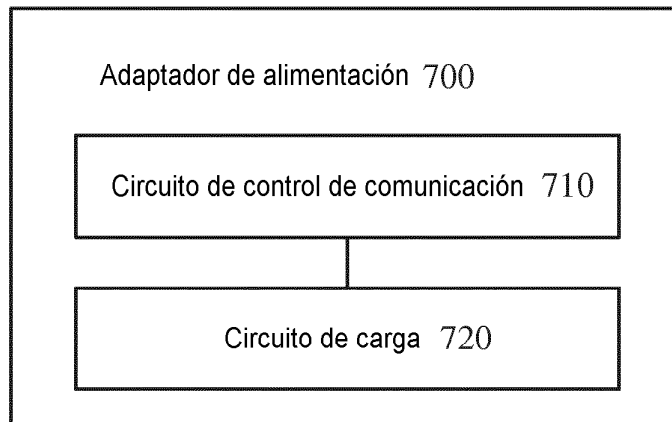 Adaptador de alimentación 700
Circuito de control de comunicación 710
Circuito de carga 720